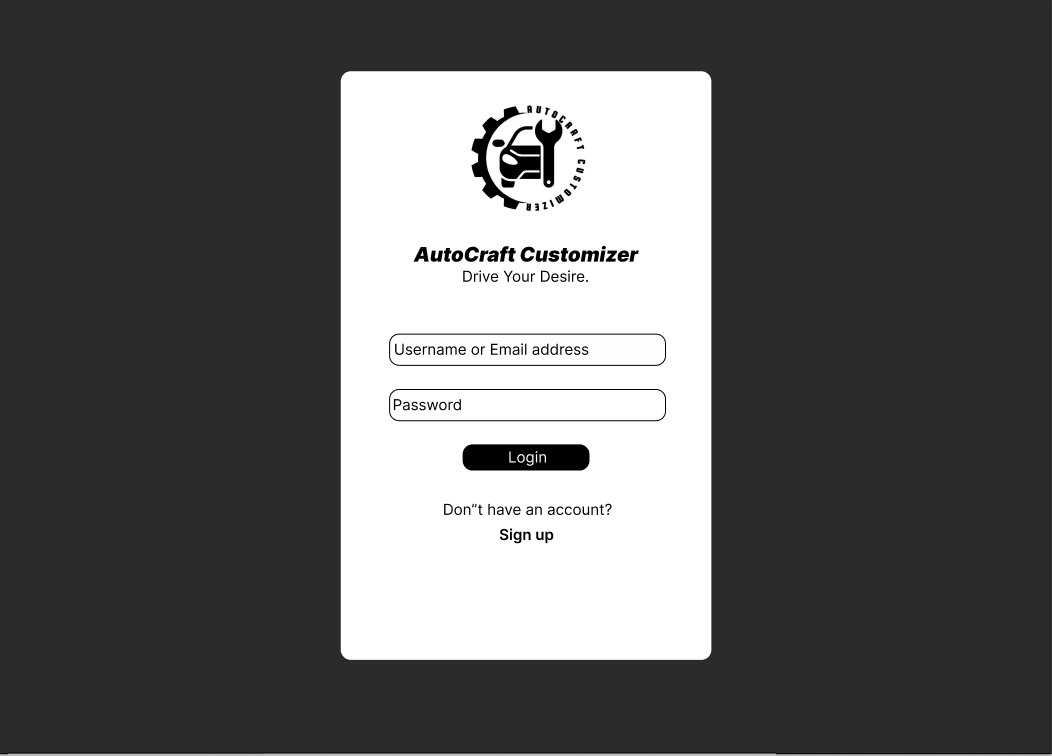 AUTOCRAFT CUSTOMIZER
AutoCraft Customizer
Drive Your Desire.
Username or Email address
Password
Login
Don”t have an account?
Sign up